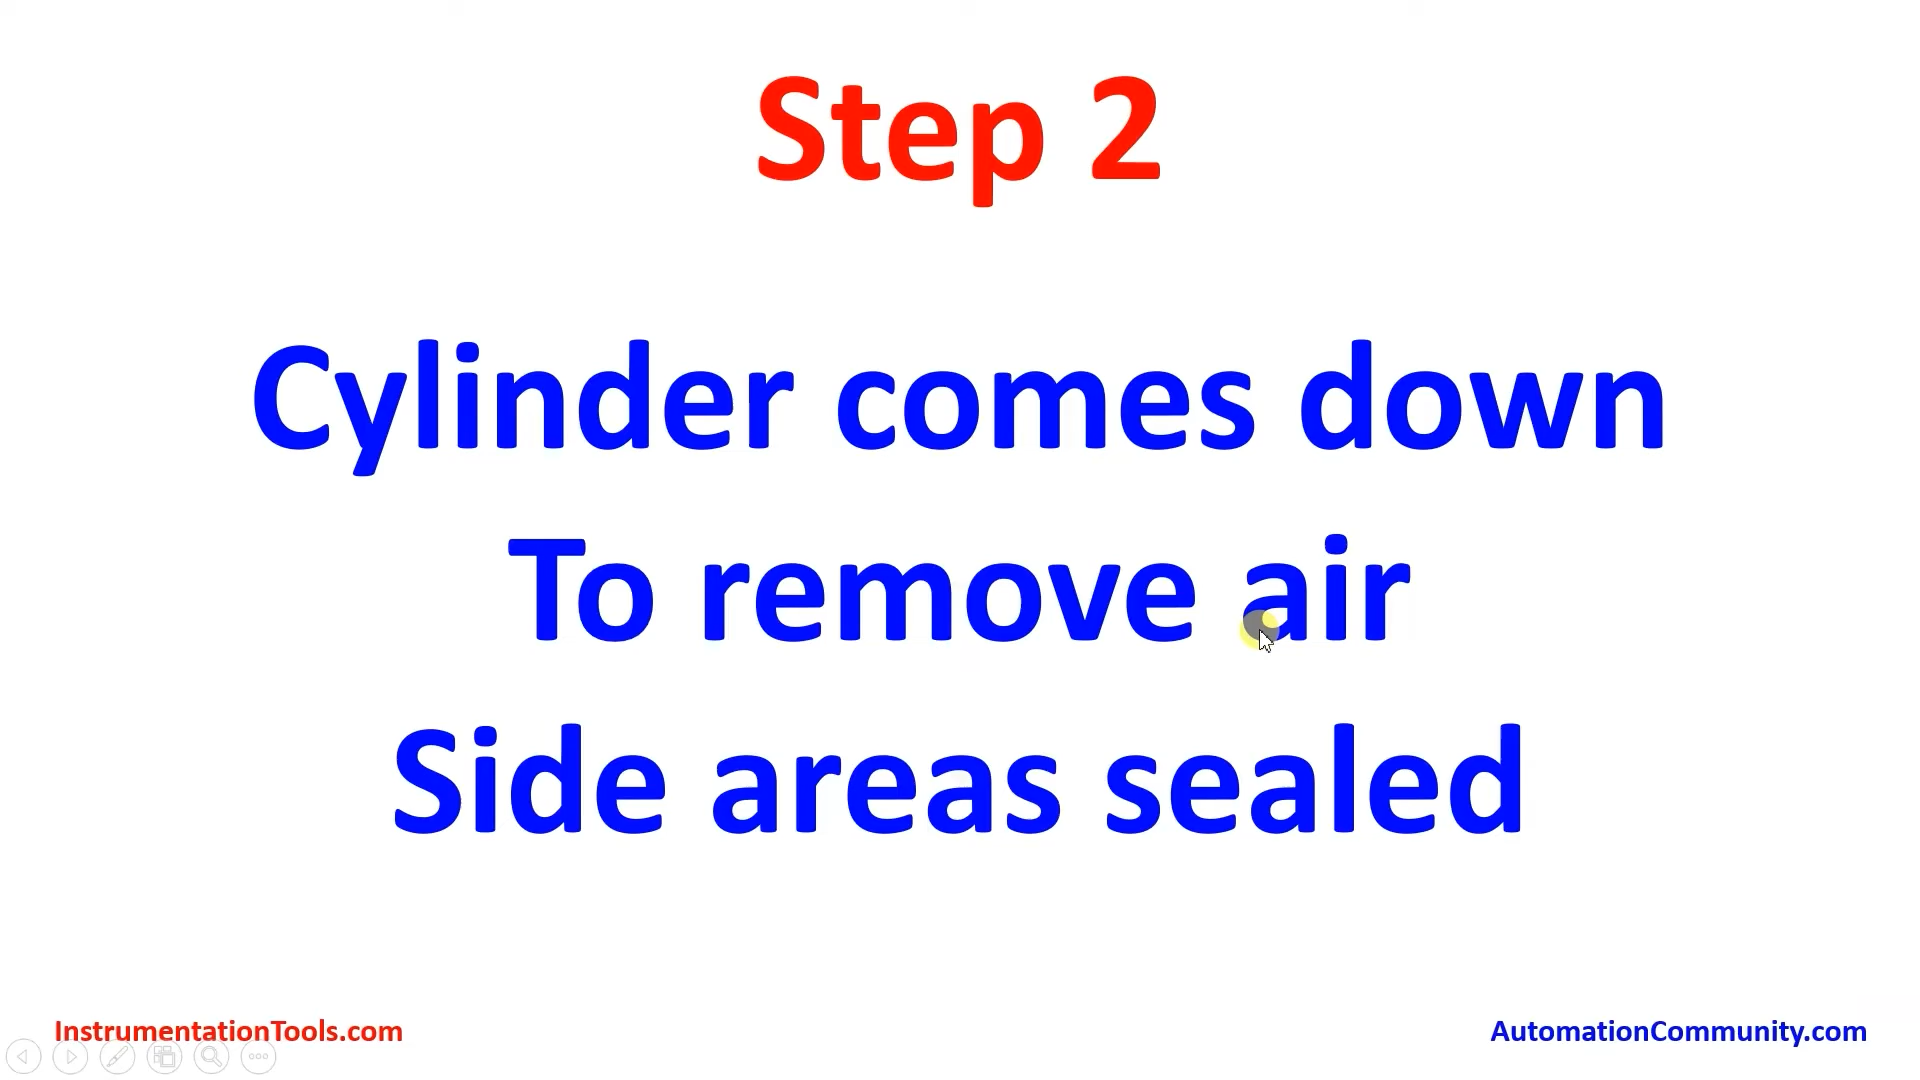 Step 2
Cylinder comes down
To remove air
Side areas sealed
InstrumentationTools.com
AutomationCommunity.com